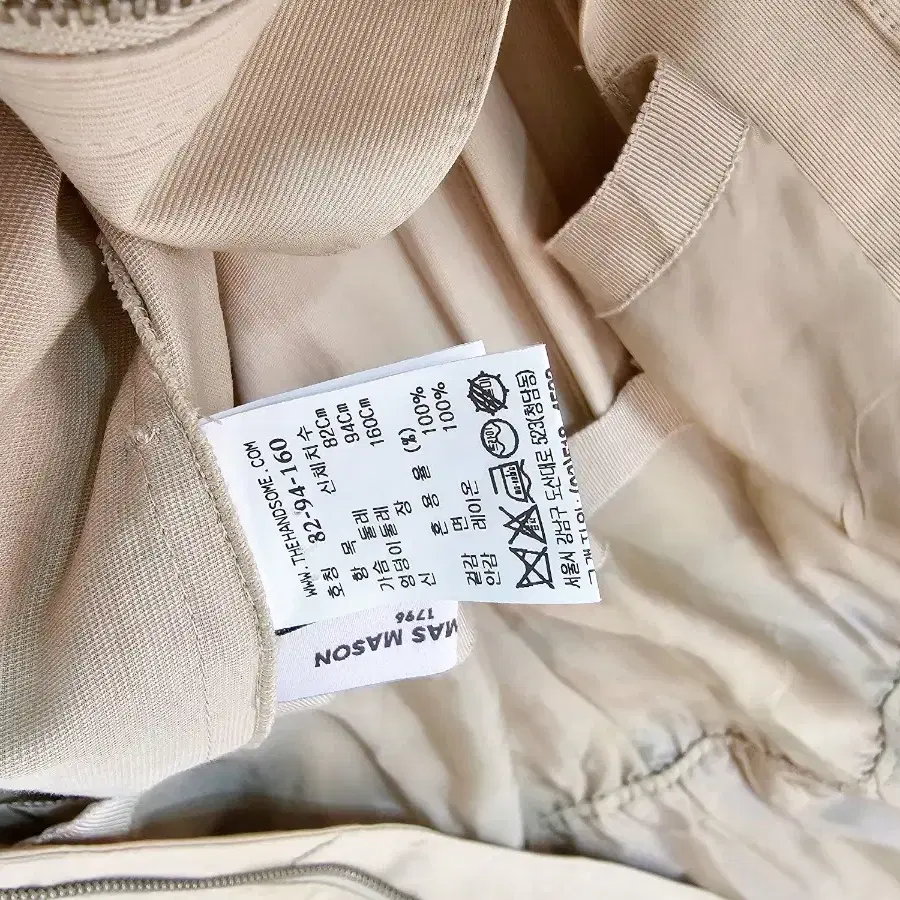 WWW.THEHANDSOME.COM
82-94-160
호칭
항 목 신체치수
가슴둘레 82Cm
엉덩이둘레 94Cm
신 장 160Cm
혼 용 율 (%)
겉감 면 100%
안감 레이온 100%
서울시 강남구 도산대로 523(청담동)
MAS MASON
1796